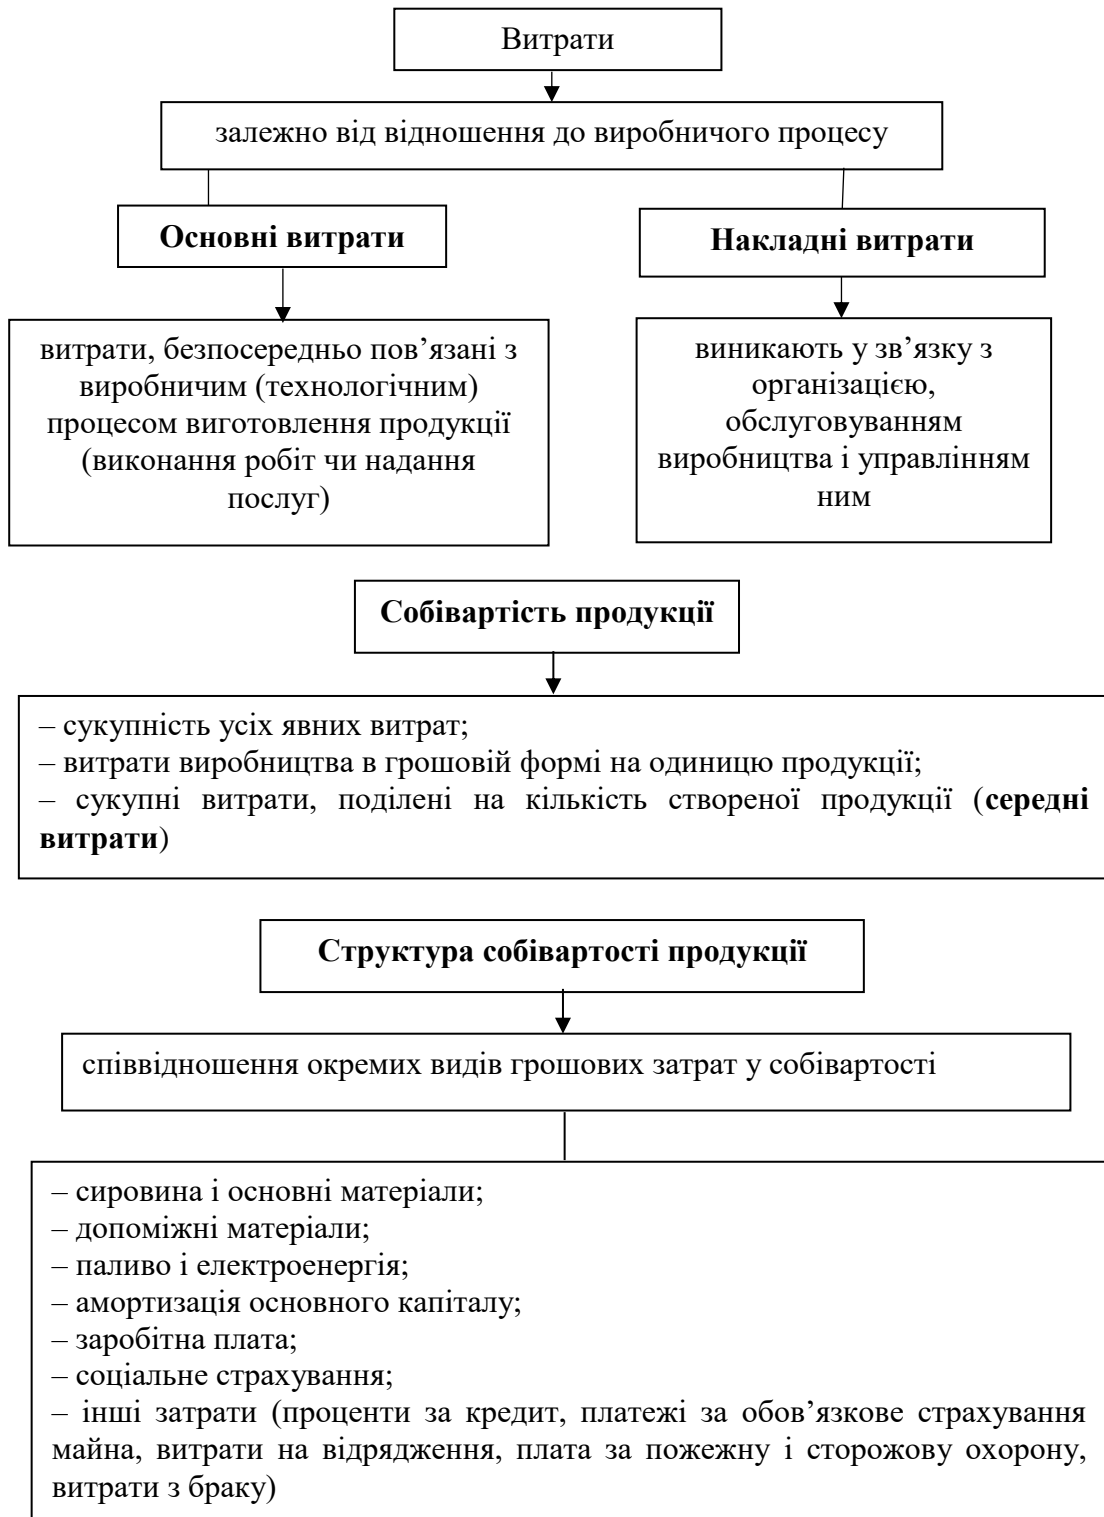 Витрати
залежно від відношення до виробничого процесу
Основні витрати
Накладні витрати
витрати, безпосередньо пов’язані з
виробничим (технологічним)
процесом виготовлення продукції
(виконання робіт чи надання
послуг)
виникають у зв’язку з
організацією,
обслуговуванням
виробництва і управлінням
ним
Собівартість продукції
– сукупність усіх явних витрат;
– витрати виробництва в грошовій формі на одиницю продукції;
– сукупні витрати, поділені на кількість створеної продукції (середні
витрати)
Структура собівартості продукції
співвідношення окремих видів грошових затрат у собівартості
– сировина і основні матеріали;
– допоміжні матеріали;
– паливо і електроенергія;
– амортизація основного капіталу;
– заробітна плата;
– соціальне страхування;
– інші затрати (проценти за кредит, платежі за обов’язкове страхування
майна, витрати на відрядження, плата за пожежну і сторожову охорону,
витрати з браку)